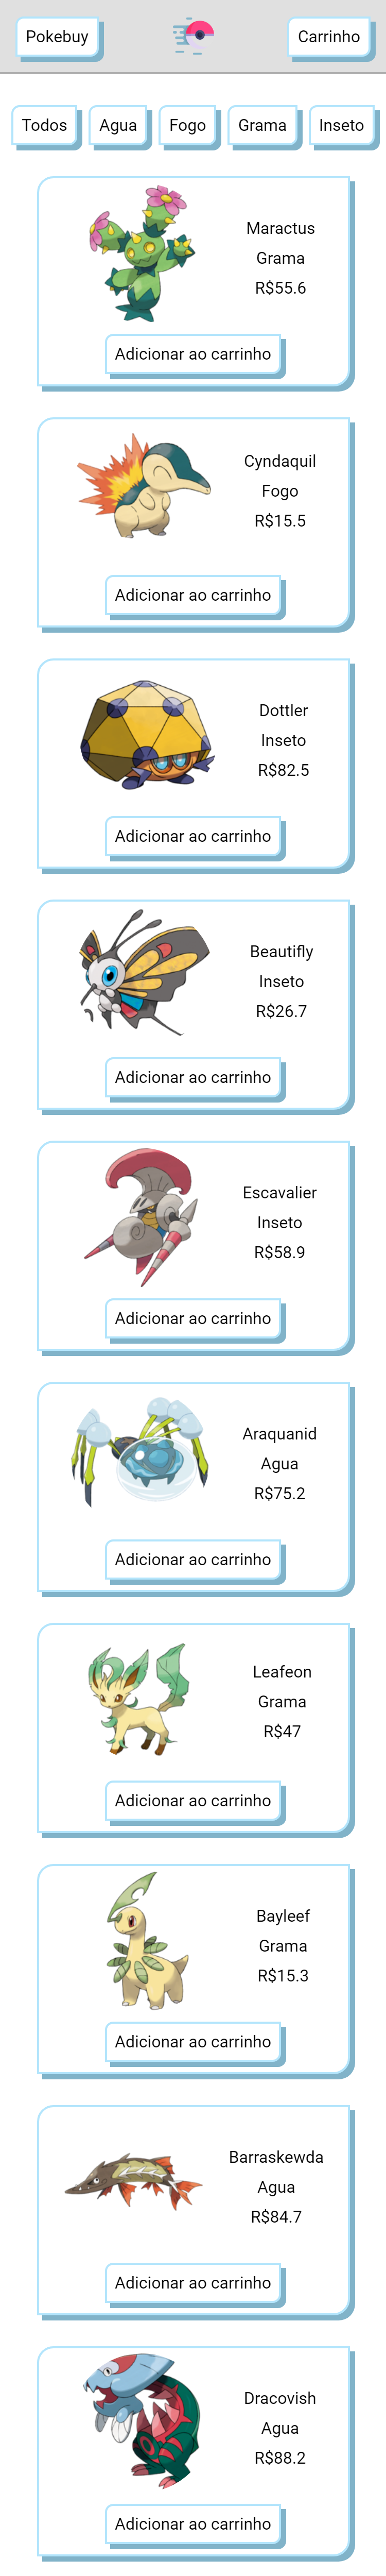 Pokebuy
Carrinho
Todos
Agua
Fogo
Grama
Inseto
Maractus
Grama
R$55.6
Adicionar ao carrinho
Cyndaquil
Fogo
R$15.5
Adicionar ao carrinho
Dottler
Inseto
R$82.5
Adicionar ao carrinho
Beautifly
Inseto
R$26.7
Adicionar ao carrinho
Escavalier
Inseto
R$58.9
Adicionar ao carrinho
Araquanid
Agua
R$75.2
Adicionar ao carrinho
Leafeon
Grama
R$47
Adicionar ao carrinho
Bayleef
Grama
R$15.3
Adicionar ao carrinho
Barraskewda
Agua
R$84.7
Adicionar ao carrinho
Dracovish
Agua
R$88.2
Adicionar ao carrinho